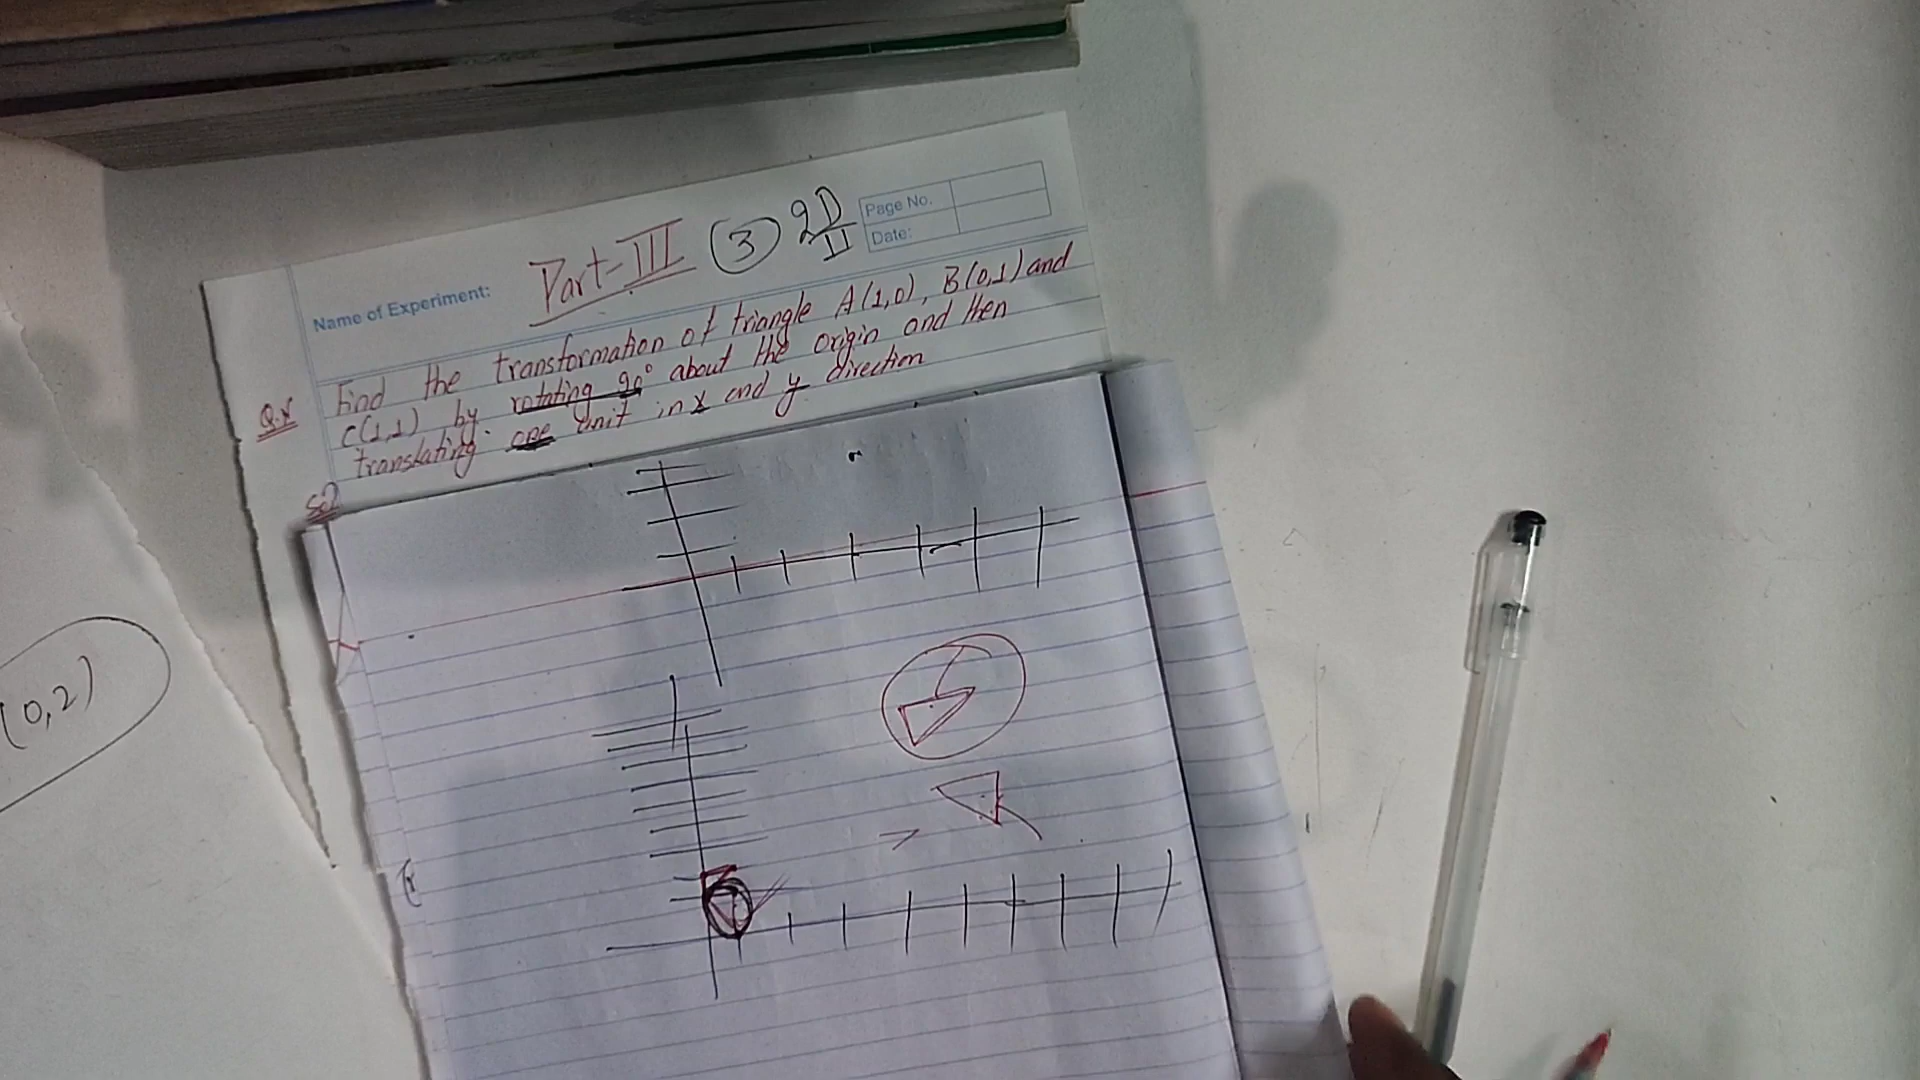 Part-III 3 2D/II
Page No.
Date:
Name of Experiment:
Q.
Find the transformation of triangle A(1,0), B(0,1) and
C(1,1) by rotating 90° about the origin and then
translating one unit in x and y direction
Sol
(0,2)